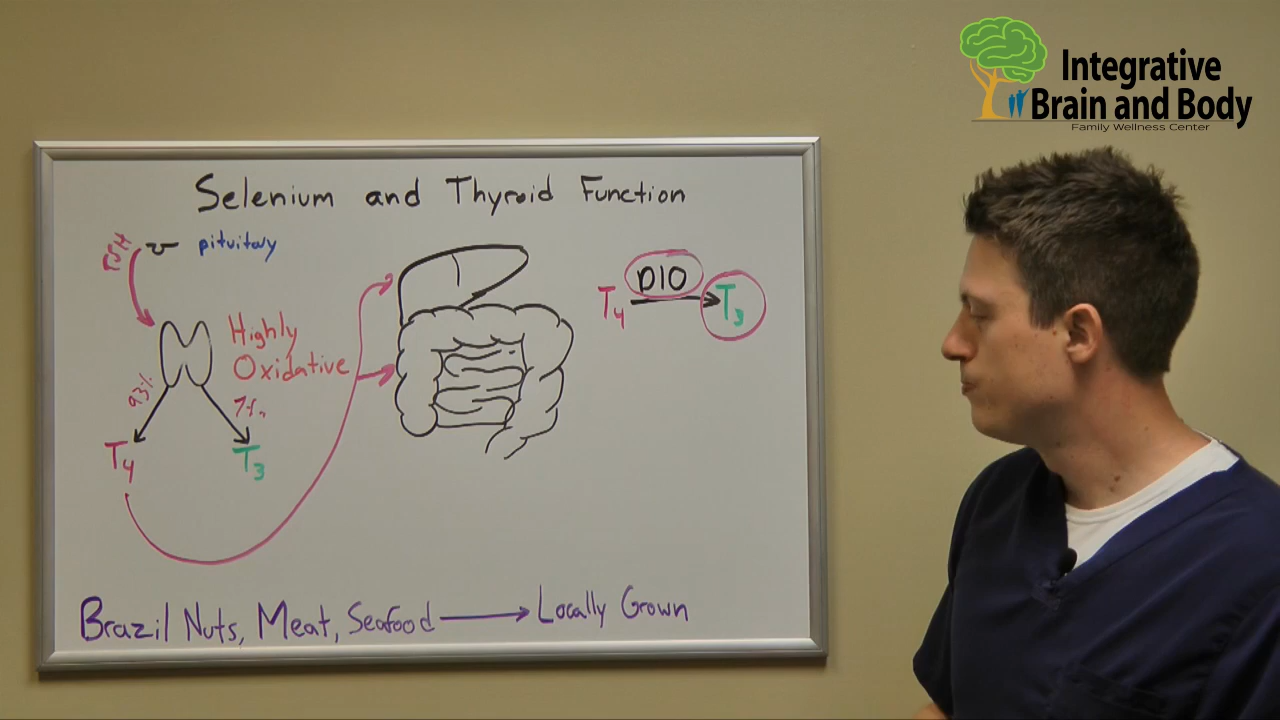 Integrative
Brain and Body
Family Wellness Center
Selenium and Thyroid Function
TSH
pituitary
Highly
Oxidative
93%
7%
T4
T3
T4
DIO
T3
Brazil Nuts, Meat, Seafood → Locally Grown